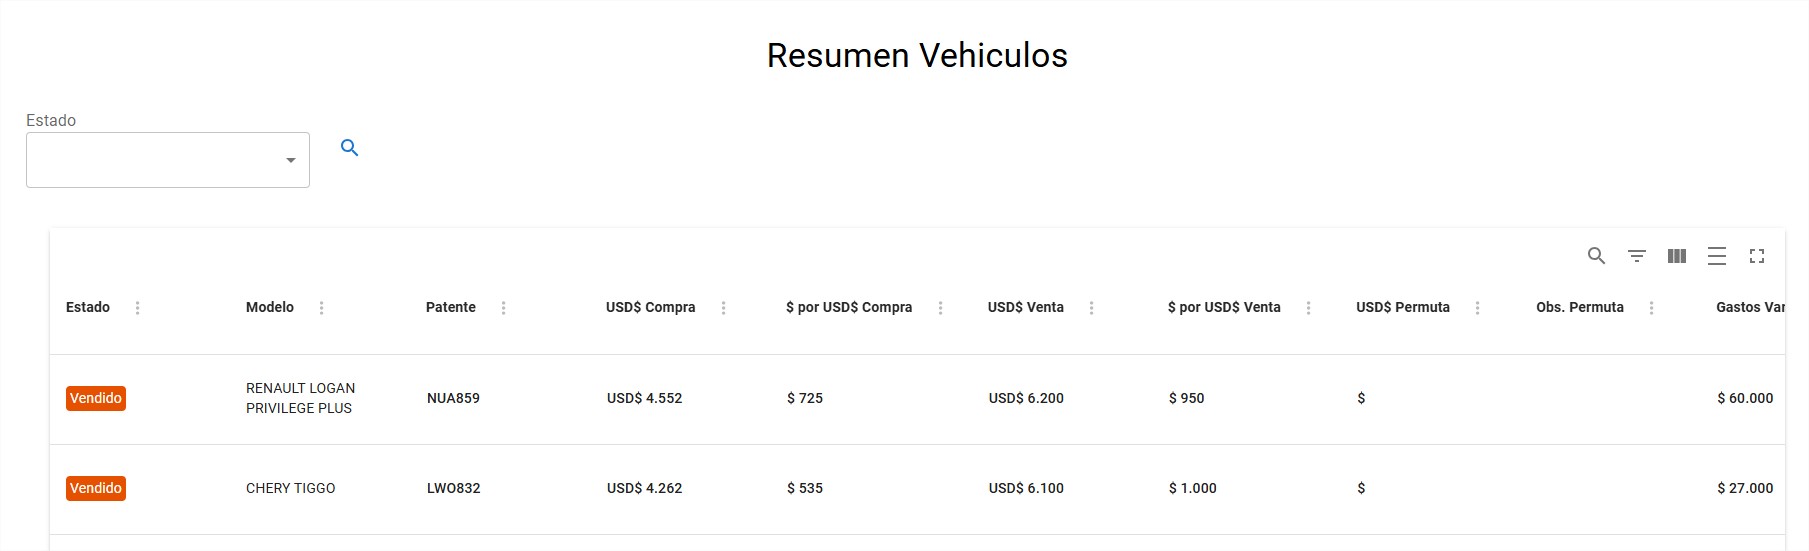 Resumen Vehiculos
Estado
Estado Modelo Patente USD$ Compra $ por USD$ Compra USD$ Venta $ por USD$ Venta USD$ Permuta Obs. Permuta Gastos Var
Vendido RENAULT LOGAN PRIVILEGE PLUS NUA859 USD$ 4.552 $ 725 USD$ 6.200 $ 950 $ $ 60.000
Vendido CHERY TIGGO LWO832 USD$ 4.262 $ 535 USD$ 6.100 $ 1.000 $ $ 27.000